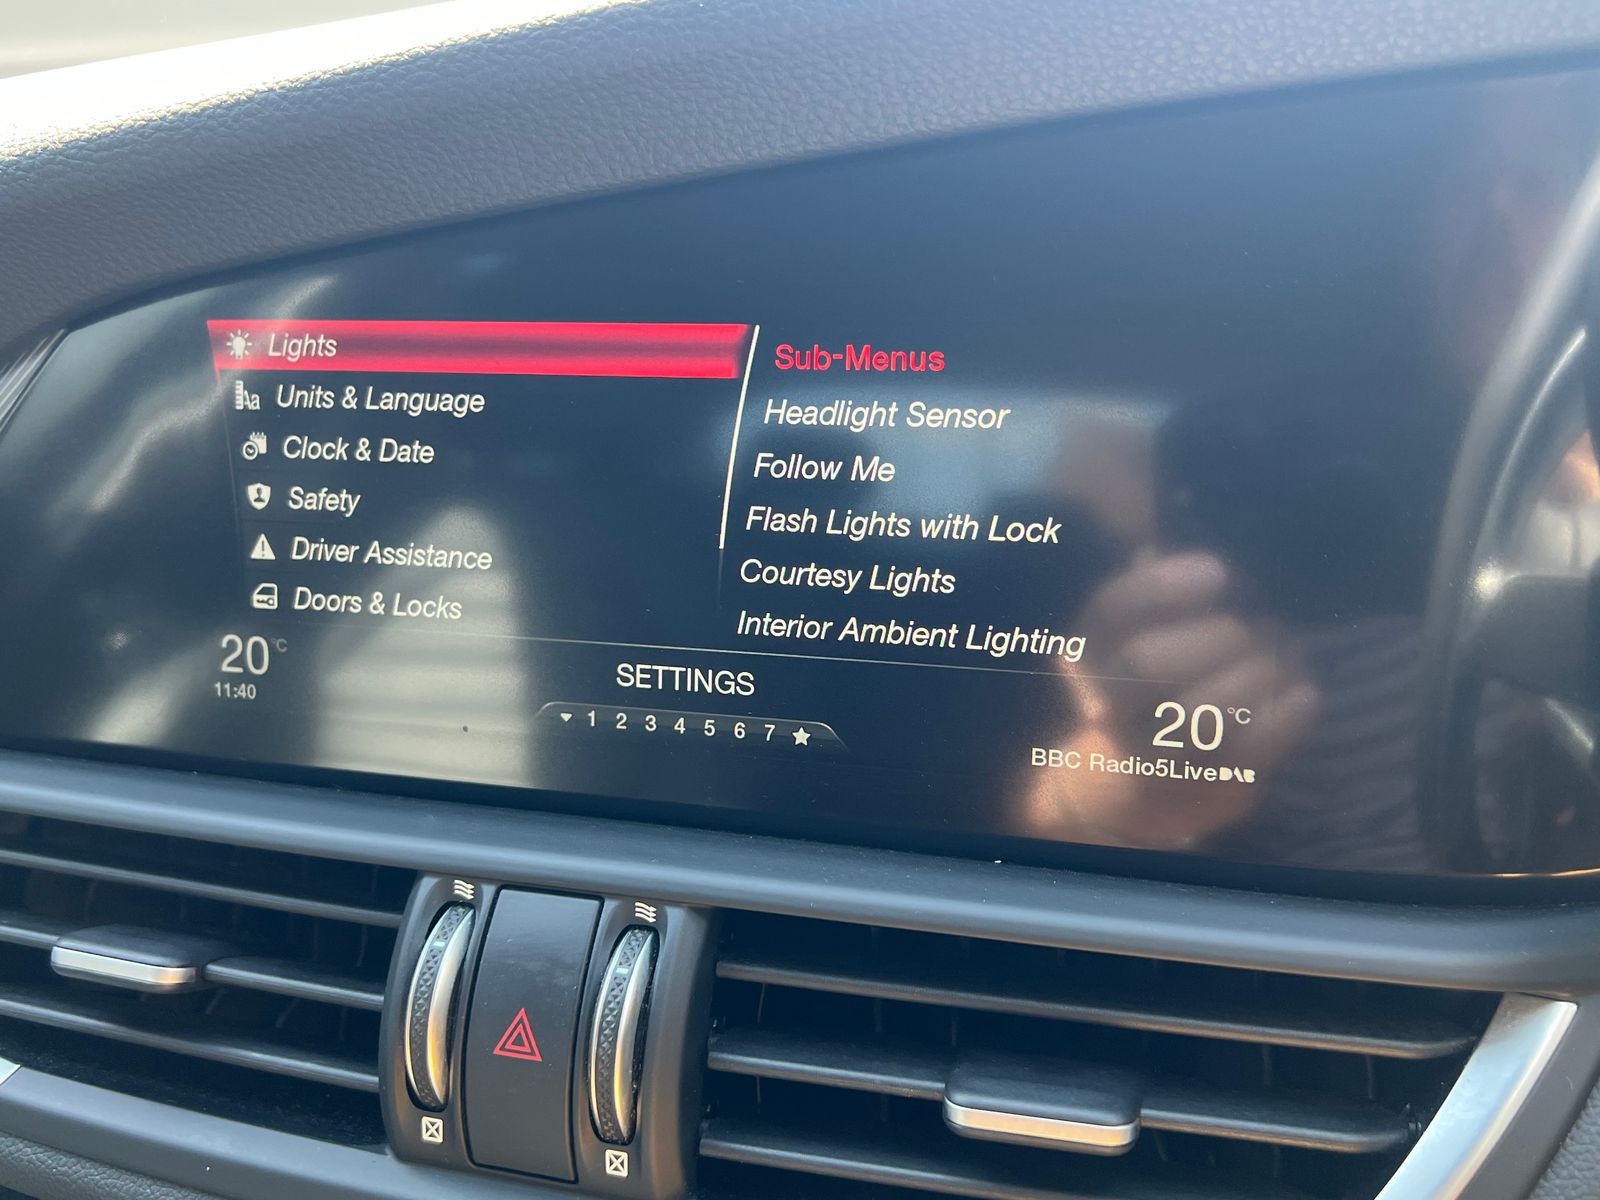 Lights
Units & Language
Clock & Date
Safety
Driver Assistance
Doors & Locks
Sub-Menus
Headlight Sensor
Follow Me
Flash Lights with Lock
Courtesy Lights
Interior Ambient Lighting
20°C
11:40
SETTINGS
1 2 3 4 5 6 7
20°C
BBC Radio5Live DAB